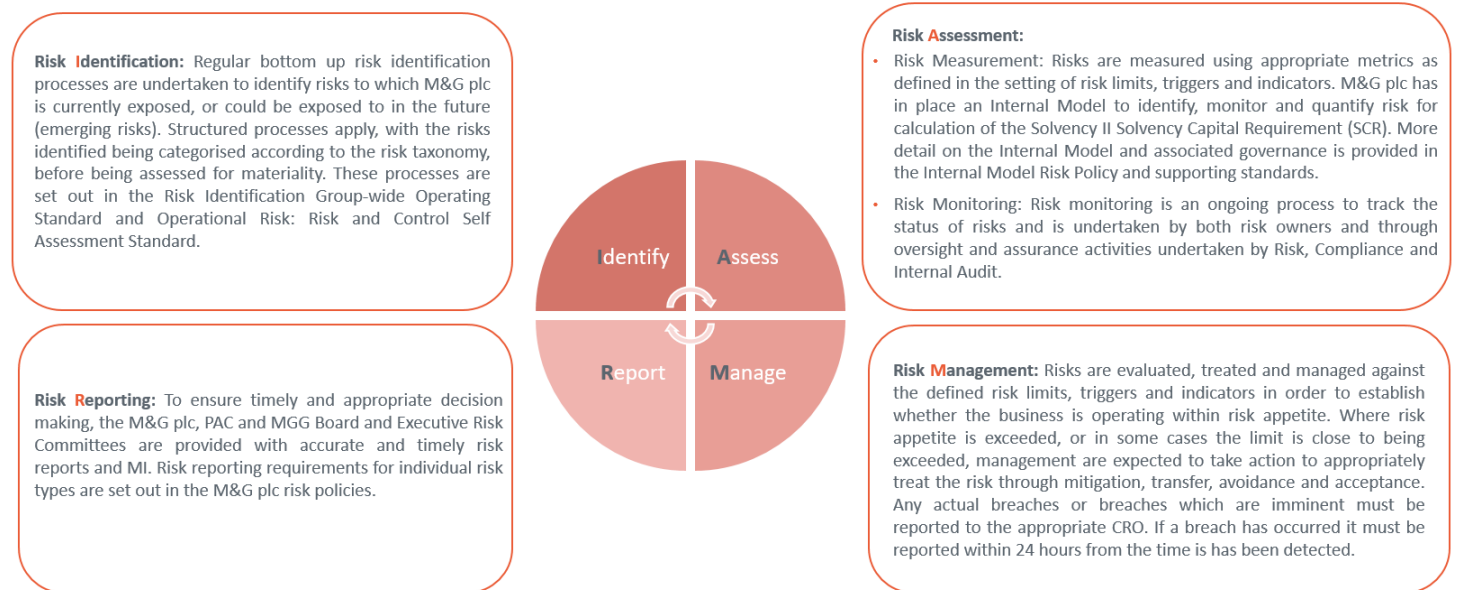 Risk Identification: Regular bottom up risk identification
processes are undertaken to identify risks to which M&G plc
is currently exposed, or could be exposed to in the future
(emerging risks). Structured processes apply, with the risks
identified being categorised according to the risk taxonomy,
before being assessed for materiality. These processes are
set out in the Risk Identification Group-wide Operating
Standard and Operational Risk: Risk and Control Self
Assessment Standard.
Risk Assessment:
• Risk Measurement: Risks are measured using appropriate metrics as
defined in the setting of risk limits, triggers and indicators. M&G plc has
in place an Internal Model to identify, monitor and quantify risk for
calculation of the Solvency II Solvency Capital Requirement (SCR). More
detail on the Internal Model and associated governance is provided in
the Internal Model Risk Policy and supporting standards.
• Risk Monitoring: Risk monitoring is an ongoing process to track the
status of risks and is undertaken by both risk owners and through
oversight and assurance activities undertaken by Risk, Compliance and
Internal Audit.
Identify
Assess
Report
Manage
Risk Reporting: To ensure timely and appropriate decision
making, the M&G plc, PAC and MGG Board and Executive Risk
Committees are provided with accurate and timely risk
reports and MI. Risk reporting requirements for individual risk
types are set out in the M&G plc risk policies.
Risk Management: Risks are evaluated, treated and managed against
the defined risk limits, triggers and indicators in order to establish
whether the business is operating within risk appetite. Where risk
appetite is exceeded, or in some cases the limit is close to being
exceeded, management are expected to take action to appropriately
treat the risk through mitigation, transfer, avoidance and acceptance.
Any actual breaches or breaches which are imminent must be
reported to the appropriate CRO. If a breach has occurred it must be
reported within 24 hours from the time is has been detected.